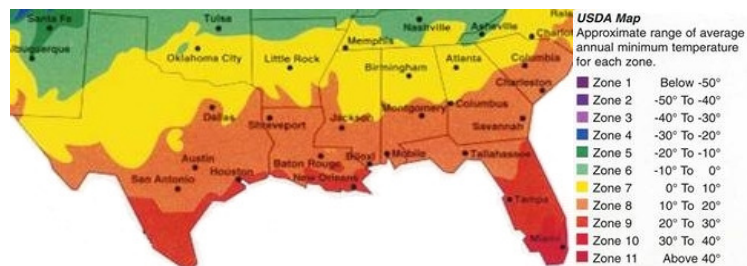 USDA Map
Approximate range of average
annual minimum temperature
for each zone.
Zone 1 Below -50°
Zone 2 -50° To -40°
Zone 3 -40° To -30°
Zone 4 -30° To -20°
Zone 5 -20° To -10°
Zone 6 -10° To 0°
Zone 7 0° To 10°
Zone 8 10° To 20°
Zone 9 20° To 30°
Zone 10 30° To 40°
Zone 11 Above 40°
Santa Fe
Tulsa
Nashville
Asheville
Rale
Charlot
lbuquerque
Oklahoma City
Memphis
Little Rock
Birmingham
Atlanta
Columbia
Charleston
Dallas
Shreveport
Jackson
Montgomery
Columbus
Savannah
Austin
San Antonio
Houston
Baton Rouge
Biloxi
Mobile
Tallahassee
New Orleans
Tampa
Miami